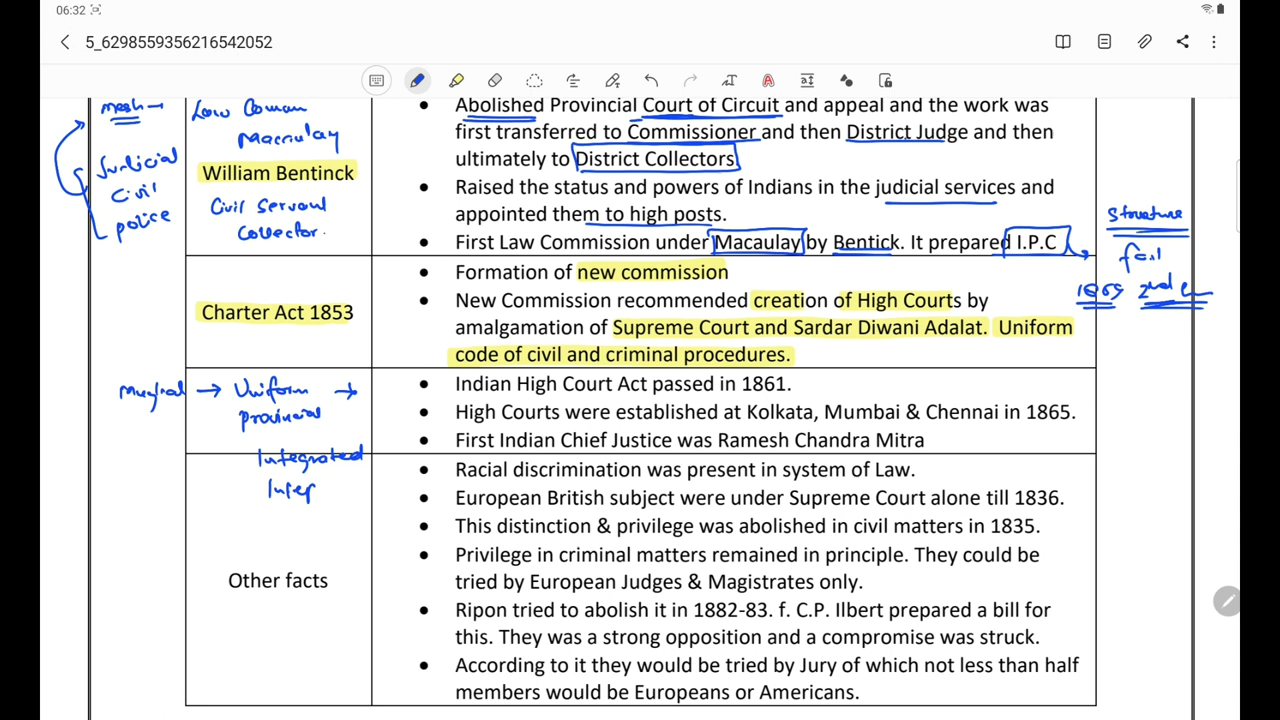 06:32
5_6298559356216542052
mesh
Law Coman
Macaulay
Judicial
Civil
police
William Bentinck
Civil Servant
Collector.
• Abolished Provincial Court of Circuit and appeal and the work was
first transferred to Commissioner and then District Judge and then
ultimately to District Collectors.
• Raised the status and powers of Indians in the judicial services and
appointed them to high posts.
• First Law Commission under Macaulay by Bentick. It prepared I.P.C
Structure
fail
2nd
Charter Act 1853
• Formation of new commission
• New Commission recommended creation of High Courts by
amalgamation of Supreme Court and Sardar Diwani Adalat. Uniform
code of civil and criminal procedures.
Mughal → Uniform →
provincial
Integrated
• Indian High Court Act passed in 1861.
• High Courts were established at Kolkata, Mumbai & Chennai in 1865.
• First Indian Chief Justice was Ramesh Chandra Mitra
Other facts
• Racial discrimination was present in system of Law.
• European British subject were under Supreme Court alone till 1836.
• This distinction & privilege was abolished in civil matters in 1835.
• Privilege in criminal matters remained in principle. They could be
tried by European Judges & Magistrates only.
• Ripon tried to abolish it in 1882-83. f. C.P. Ilbert prepared a bill for
this. They was a strong opposition and a compromise was struck.
• According to it they would be tried by Jury of which not less than half
members would be Europeans or Americans.